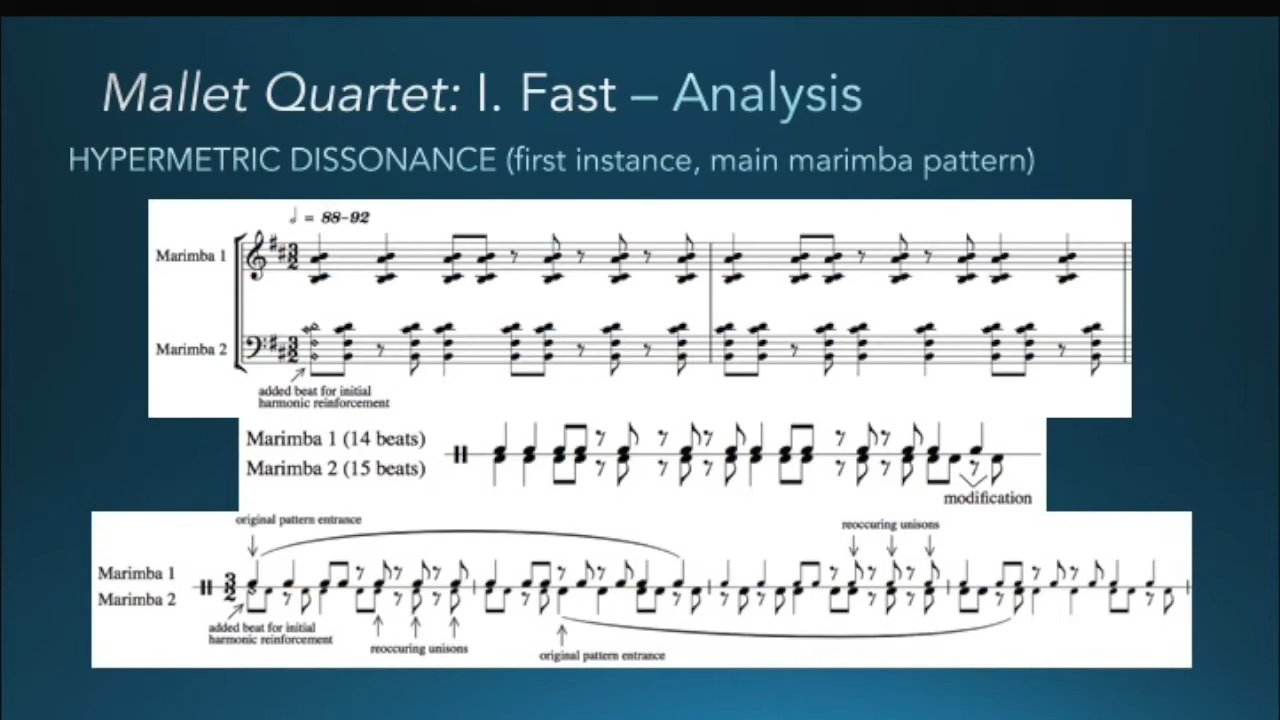 Mallet Quartet: I. Fast – Analysis
HYPERMETRIC DISSONANCE (first instance, main marimba pattern)
= 88-92
Marimba 1
Marimba 2
added beat for initial
harmonic reinforcement
Marimba 1 (14 beats)
Marimba 2 (15 beats)
modification
original pattern entrance
reoccuring unisons
Marimba 1
Marimba 2
added beat for initial
harmonic reinforcement
reoccuring unisons
original pattern entrance